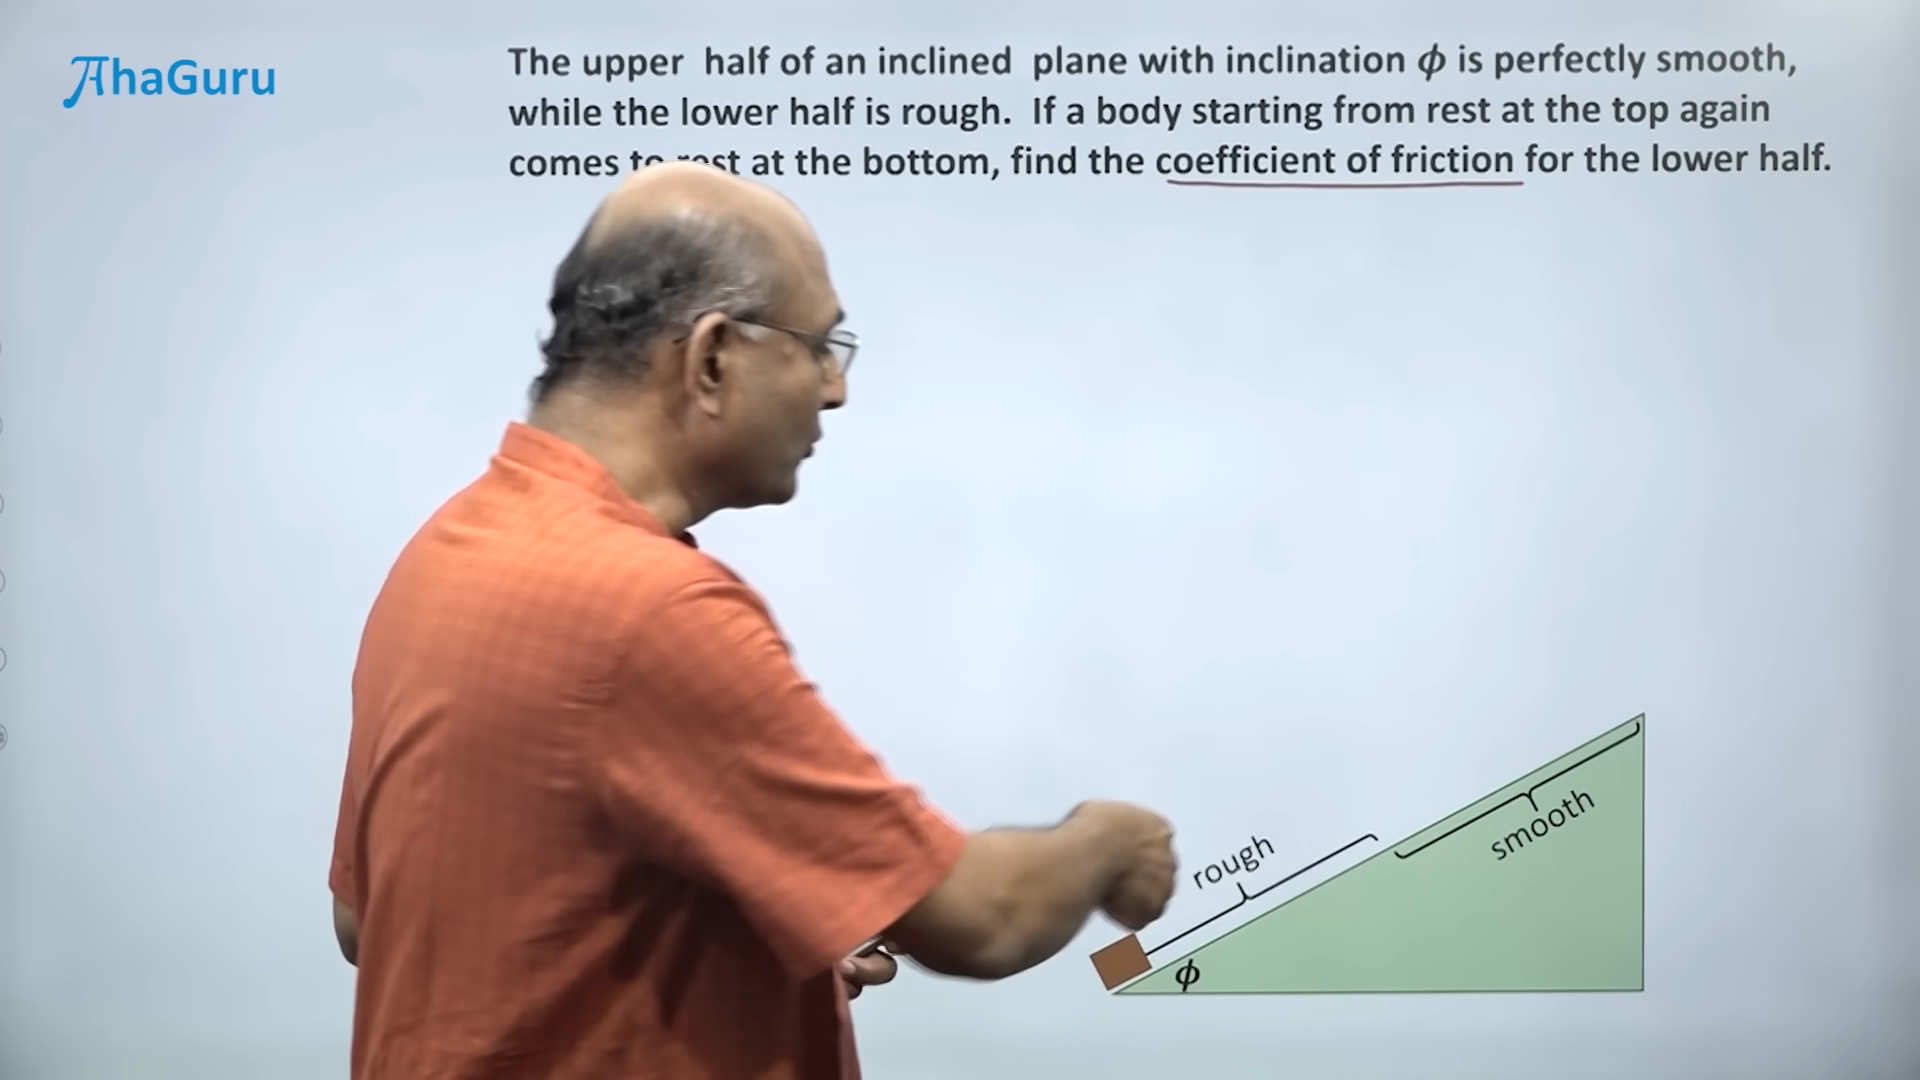 AhaGuru
The upper half of an inclined plane with inclination ϕ is perfectly smooth,
while the lower half is rough. If a body starting from rest at the top again
comes to rest at the bottom, find the coefficient of friction for the lower half.
rough
smooth
ϕ